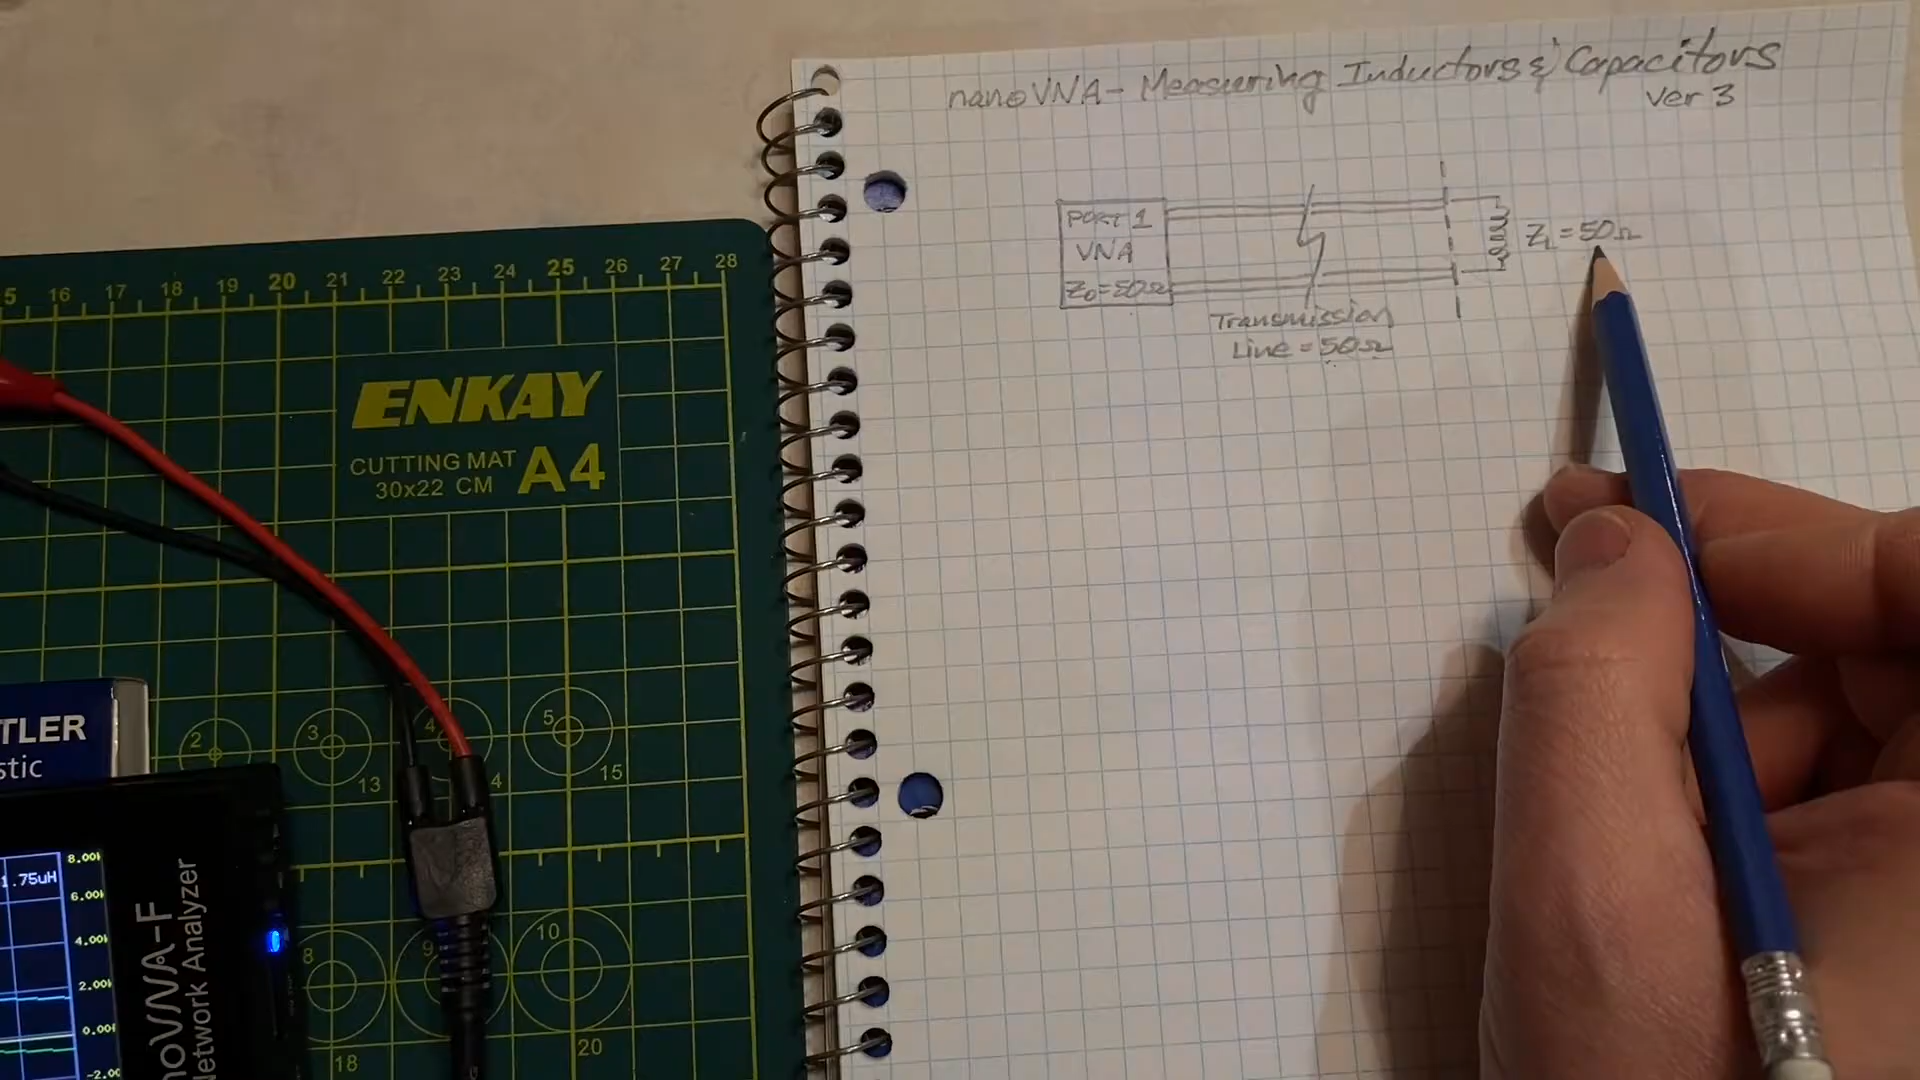 nanoVNA - Measuring Inductors & Capacitors
Ver 3
PORT 1
VNA
Z₀ = 50Ω
Transmission
Line = 50Ω
Z_L = 50Ω
5 16 17 18 19 20 21 22 23 24 25 26 27 28
ENKAY
CUTTING MAT A4
30x22 CM
2 3 4 5
13 4 15
8 9 10
18 20
TLER
stic
8.00
1.75uH
6.00
4.00
2.00
0.00
-2.00
noVNA-F
Network Analyzer